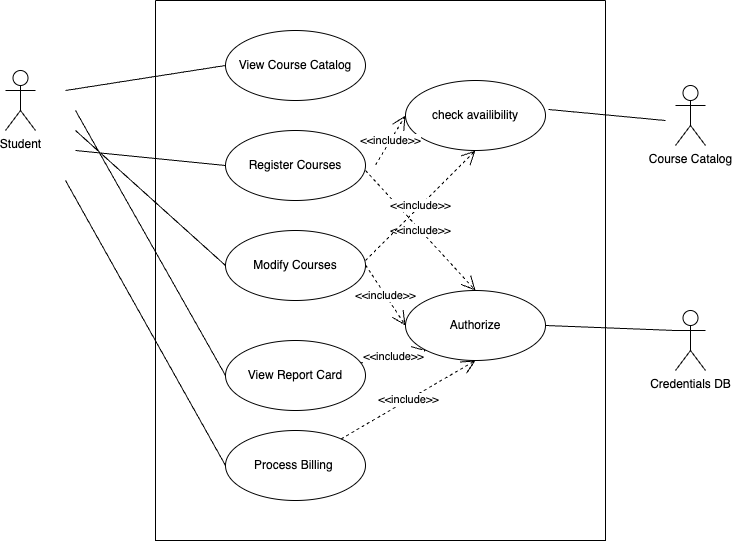 View Course Catalog
check availibility
Student
<<include>>
Course Catalog
Register Courses
<<include>>
<<include>>
Modify Courses
<<include>>
Authorize
<<include>>
View Report Card
Credentials DB
<<include>>
Process Billing